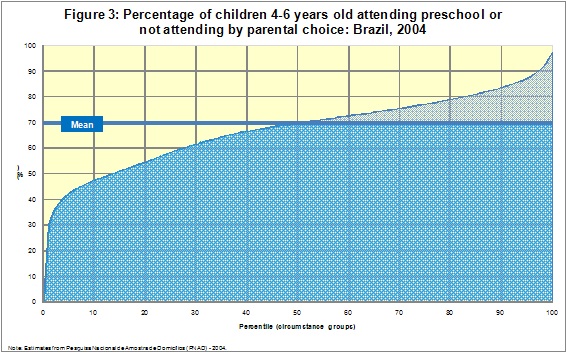 Figure 3: Percentage of children 4-6 years old attending preschool or
not attending by parental choice: Brazil, 2004
100
90
80
70
60
50
40
30
20
10
0
Mean
0 10 20 30 40 50 60 70 80 90 100
Percentile (circumstance groups)
Note. Estimates from Pesquisa Nacional de Amostra de Domicilios (PNAD) - 2004.